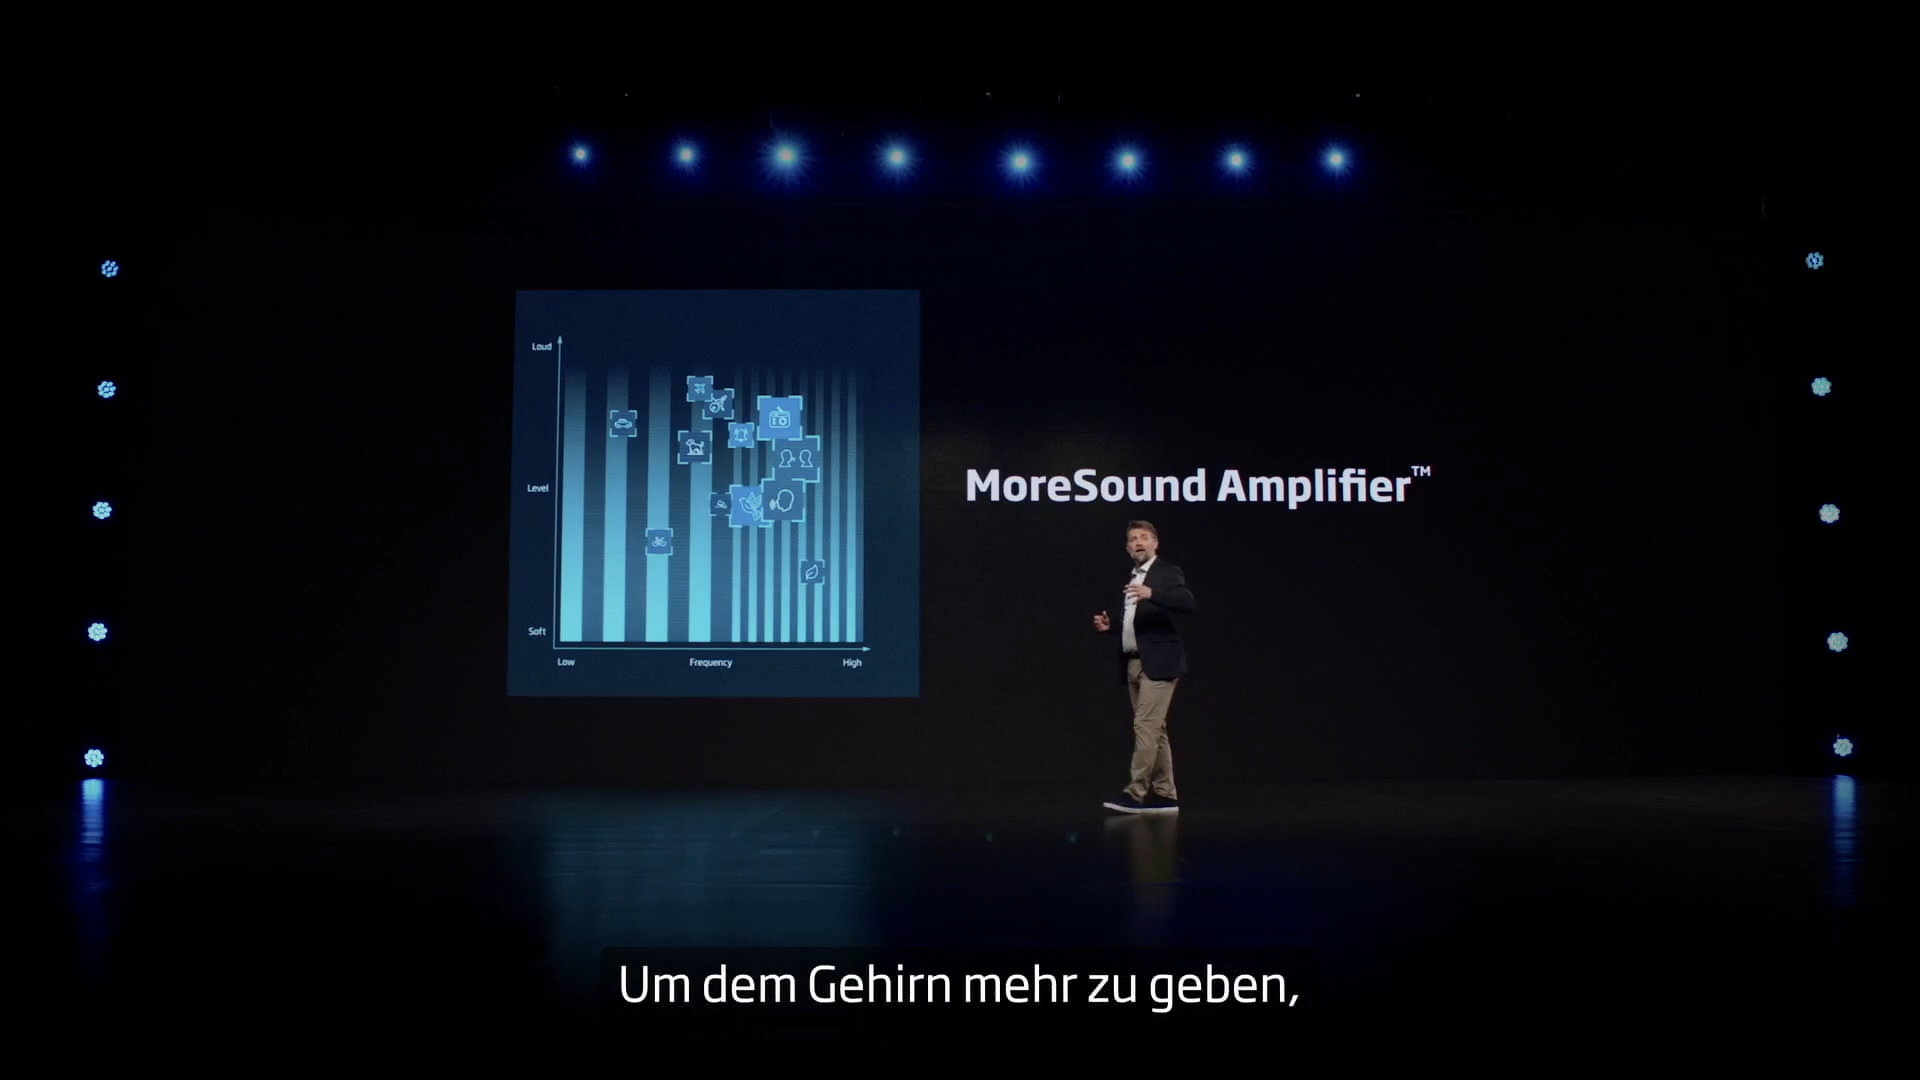 Loud
Level
Soft
Low Frequency High
MoreSound Amplifier™
Um dem Gehirn mehr zu geben,